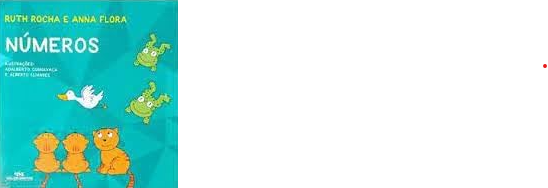 RUTH ROCHA E ANNA FLORA
NÚMEROS
ILUSTRAÇÕES:
ADALBERTO CORNAVACA
E ALBERTO LLINARES